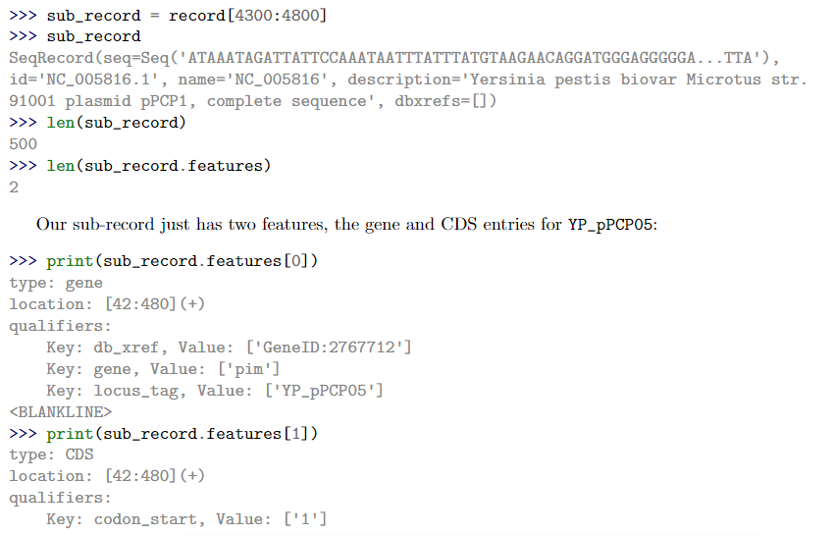 >>> sub_record = record[4300:4800]
>>> sub_record
SeqRecord(seq=Seq('ATAAATAGATTATTCCAAATAATTTATTTATGTAAGAACAGGATGGGAGGGGGA...TTA'),
id='NC_005816.1', name='NC_005816', description='Yersinia pestis biovar Microtus str.
91001 plasmid pPCP1, complete sequence', dbxrefs=[])
>>> len(sub_record)
500
>>> len(sub_record.features)
2
Our sub-record just has two features, the gene and CDS entries for YP_pPCP05:
>>> print(sub_record.features[0])
type: gene
location: [42:480](+)
qualifiers:
    Key: db_xref, Value: ['GeneID:2767712']
    Key: gene, Value: ['pim']
    Key: locus_tag, Value: ['YP_pPCP05']
<BLANKLINE>
>>> print(sub_record.features[1])
type: CDS
location: [42:480](+)
qualifiers:
    Key: codon_start, Value: ['1']